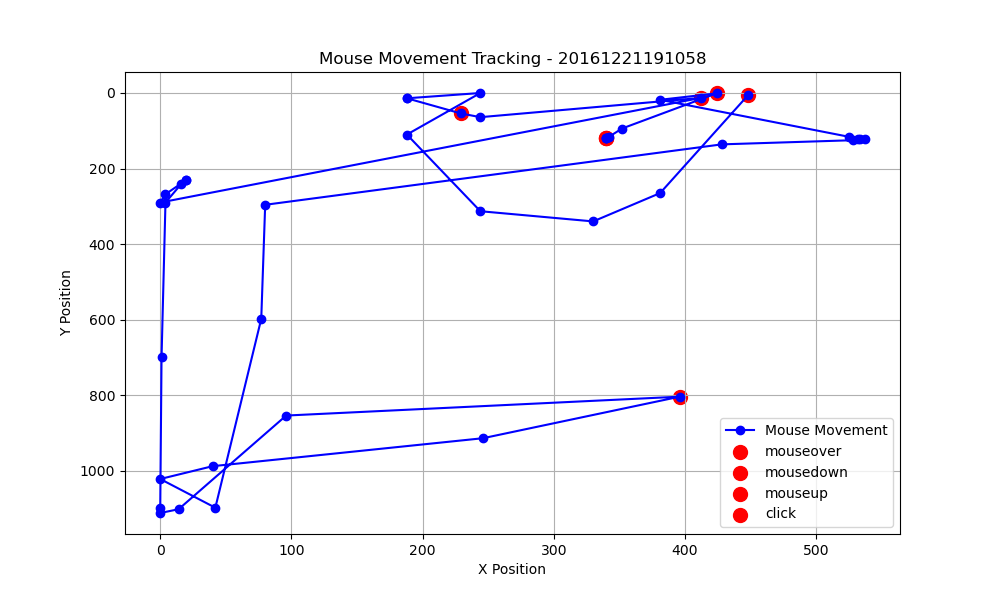 Mouse Movement Tracking - 20161221191058
0
200
400
600
800
1000
Y Position
0 100 200 300 400 500
X Position
Mouse Movement
mouseover
mousedown
mouseup
click